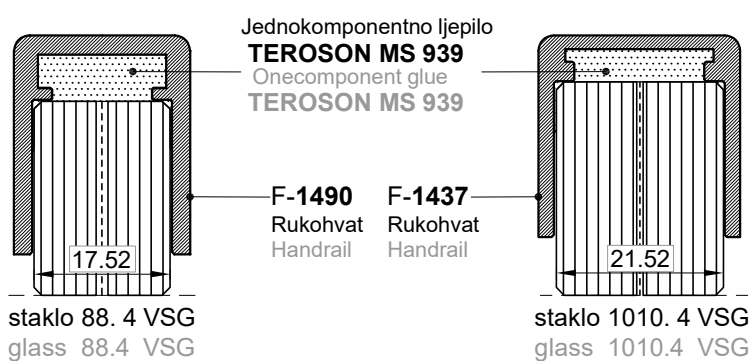 Jednokomponentno ljepilo
TEROSON MS 939
Onecomponent glue
TEROSON MS 939
F-1490
Rukohvat
Handrail
F-1437
Rukohvat
Handrail
17.52
21.52
staklo 88. 4 VSG
glass 88.4 VSG
staklo 1010. 4 VSG
glass 1010.4 VSG